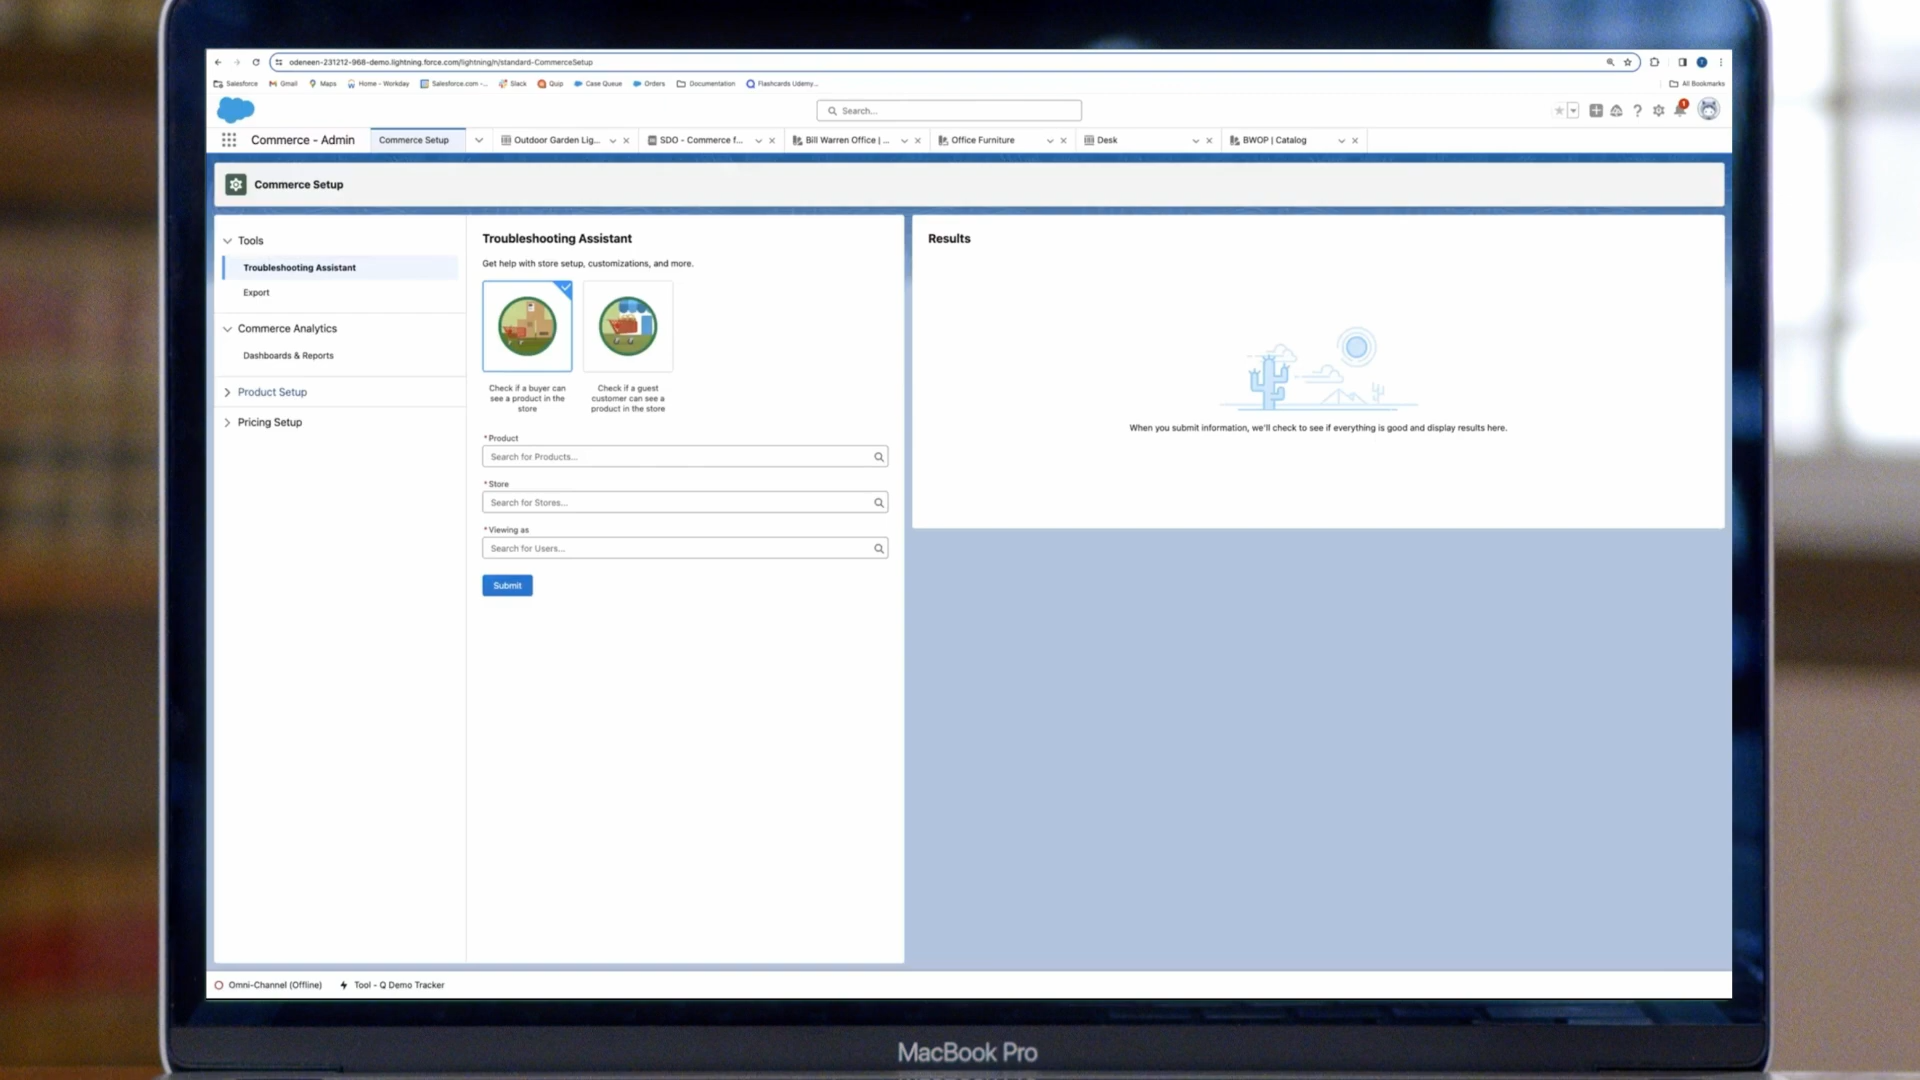 odeneen-231212-968-demo.lightning.force.com/lightning/n/standard-CommerceSetup
Salesforce Gmail Maps Home - Workday Salesforce.com -... Slack Quip Case Queue Orders Documentation Flashcards Udemy... All Bookmarks
Search...
1
Commerce - Admin Commerce Setup Outdoor Garden Lig... SDO - Commerce f... Bill Warren Office | ... Office Furniture Desk BWOP | Catalog
Commerce Setup
Tools
Troubleshooting Assistant
Export
Commerce Analytics
Dashboards & Reports
Product Setup
Pricing Setup
Troubleshooting Assistant
Get help with store setup, customizations, and more.
Check if a buyer can
see a product in the
store
Check if a guest
customer can see a
product in the store
* Product
Search for Products...
* Store
Search for Stores...
* Viewing as
Search for Users...
Submit
Results
When you submit information, we'll check to see if everything is good and display results here.
Omni-Channel (Offline) Tool - Q Demo Tracker
MacBook Pro